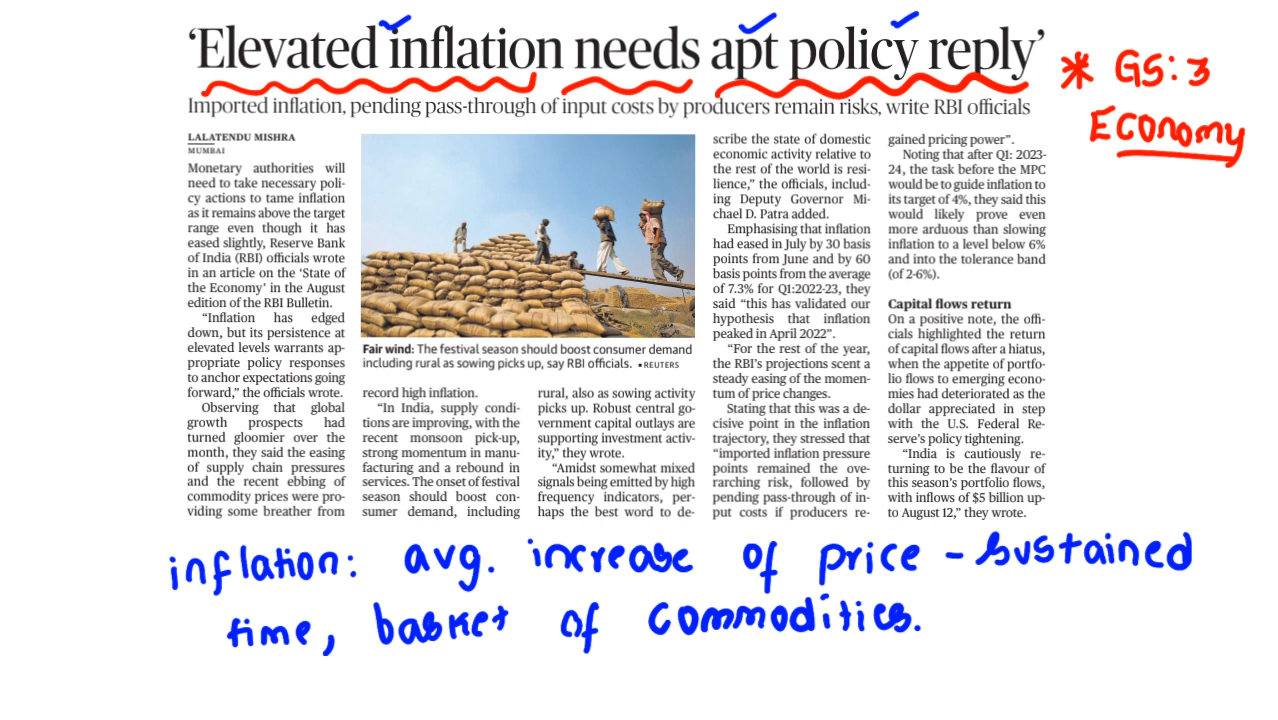 ‘Elevated inflation needs apt policy reply’
* GS: 3
Economy
Imported inflation, pending pass-through of input costs by producers remain risks, write RBI officials
LALATENDU MISHRA
MUMBAI
Monetary authorities will
need to take necessary poli-
cy actions to tame inflation
as it remains above the target
range even though it has
eased slightly, Reserve Bank
of India (RBI) officials wrote
in an article on the ‘State of
the Economy’ in the August
edition of the RBI Bulletin.
“Inflation has edged
down, but its persistence at
elevated levels warrants ap-
propriate policy responses
to anchor expectations going
forward,” the officials wrote.
Observing that global
growth prospects had
turned gloomier over the
month, they said the easing
of supply chain pressures
and the recent ebbing of
commodity prices were pro-
viding some breather from
Fair wind: The festival season should boost consumer demand
including rural as sowing picks up, say RBI officials. • REUTERS
record high inflation.
“In India, supply condi-
tions are improving, with the
recent monsoon pick-up,
strong momentum in manu-
facturing and a rebound in
services. The onset of festival
season should boost con-
sumer demand, including
rural, also as sowing activity
picks up. Robust central go-
vernment capital outlays are
supporting investment activ-
ity,” they wrote.
“Amidst somewhat mixed
signals being emitted by high
frequency indicators, per-
haps the best word to de-
scribe the state of domestic
economic activity relative to
the rest of the world is resi-
lience,” the officials, includ-
ing Deputy Governor Mi-
chael D. Patra added.
Emphasising that inflation
had eased in July by 30 basis
points from June and by 60
basis points from the average
of 7.3% for Q1:2022-23, they
said “this has validated our
hypothesis that inflation
peaked in April 2022”.
“For the rest of the year,
the RBI’s projections scent a
steady easing of the momen-
tum of price changes.
Stating that this was a de-
cisive point in the inflation
trajectory, they stressed that
“imported inflation pressure
points remained the ove-
rarching risk, followed by
pending pass-through of in-
put costs if producers re-
gained pricing power”.
Noting that after Q1: 2023-
24, the task before the MPC
would be to guide inflation to
its target of 4%, they said this
would likely prove even
more arduous than slowing
inflation to a level below 6%
and into the tolerance band
(of 2-6%).
Capital flows return
On a positive note, the offi-
cials highlighted the return
of capital flows after a hiatus,
when the appetite of portfo-
lio flows to emerging econo-
mies had deteriorated as the
dollar appreciated in step
with the U.S. Federal Re-
serve’s policy tightening.
“India is cautiously re-
turning to be the flavour of
this season’s portfolio flows,
with inflows of $5 billion up-
to August 12,” they wrote.
inflation: avg. increase of price - sustained
time, basket of commodities.